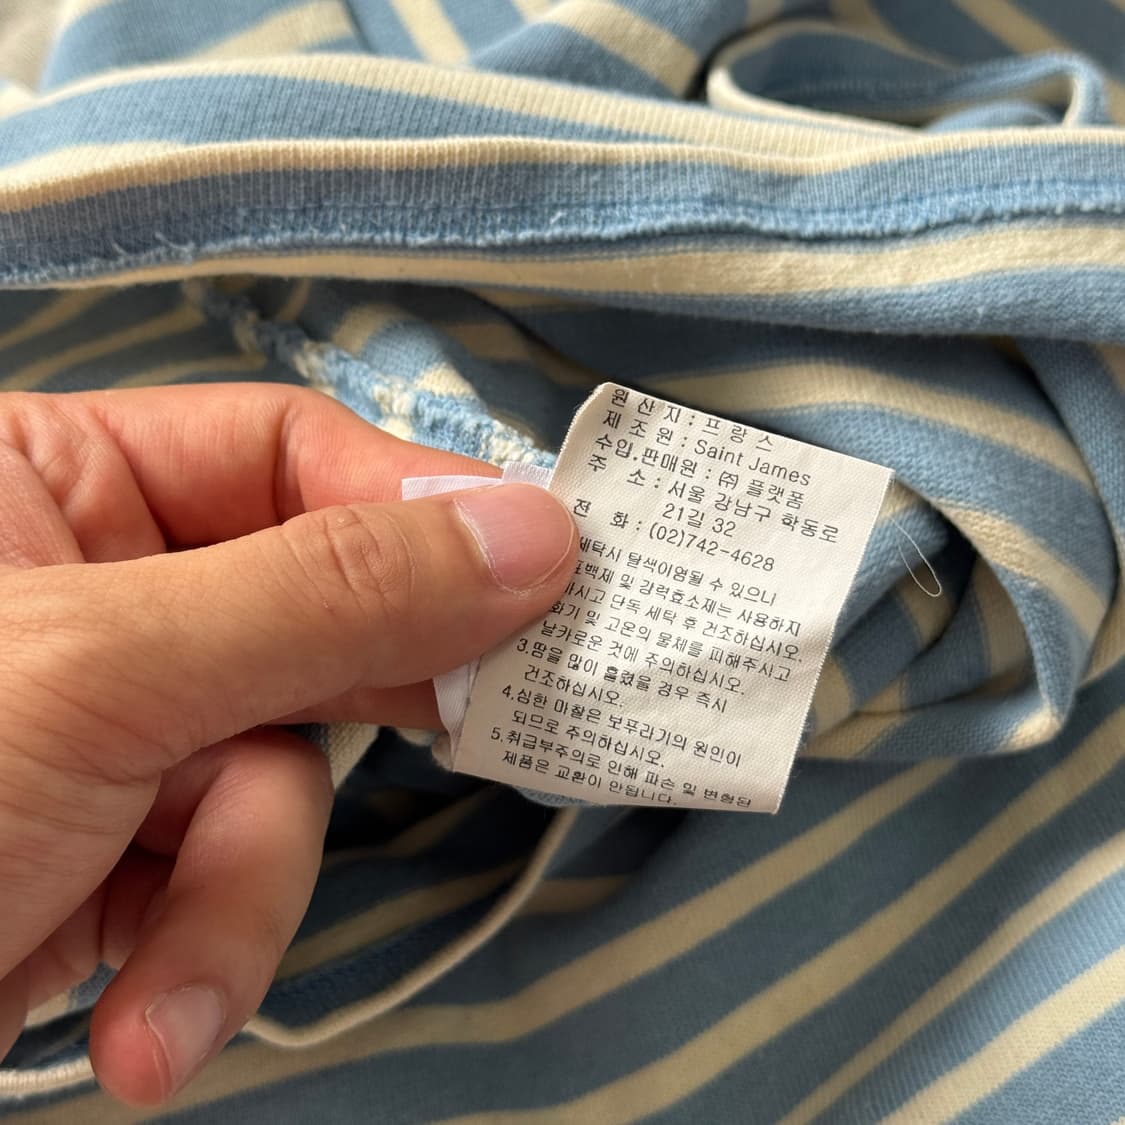 원 산 지 : 프 랑 스
제 조 원 : Saint James
수입.판매원 : ㈜ 플랫폼
주 소 : 서울 강남구 학동로
21길 32
전 화 : (02)742-4628
세탁시 탈색이염될 수 있으니
표백제 및 강력효소제는 사용하지
마시고 단독 세탁 후 건조하십시오.
화기 및 고온의 물체를 피해주시고
날카로운 것에 주의하십시오.
3.땀을 많이 흘렸을 경우 즉시
건조하십시오.
4.심한 마찰은 보푸라기의 원인이
되므로 주의하십시오.
5.취급부주의로 인해 파손 및 변형된
제품은 교환이 안됩니다.